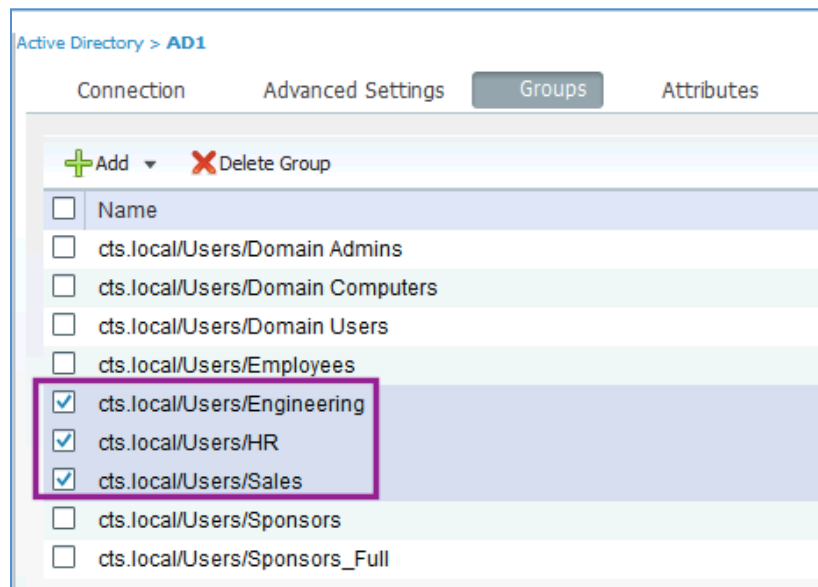 Active Directory > AD1
Connection Advanced Settings Groups Attributes
Add Delete Group
Name
cts.local/Users/Domain Admins
cts.local/Users/Domain Computers
cts.local/Users/Domain Users
cts.local/Users/Employees
cts.local/Users/Engineering
cts.local/Users/HR
cts.local/Users/Sales
cts.local/Users/Sponsors
cts.local/Users/Sponsors_Full